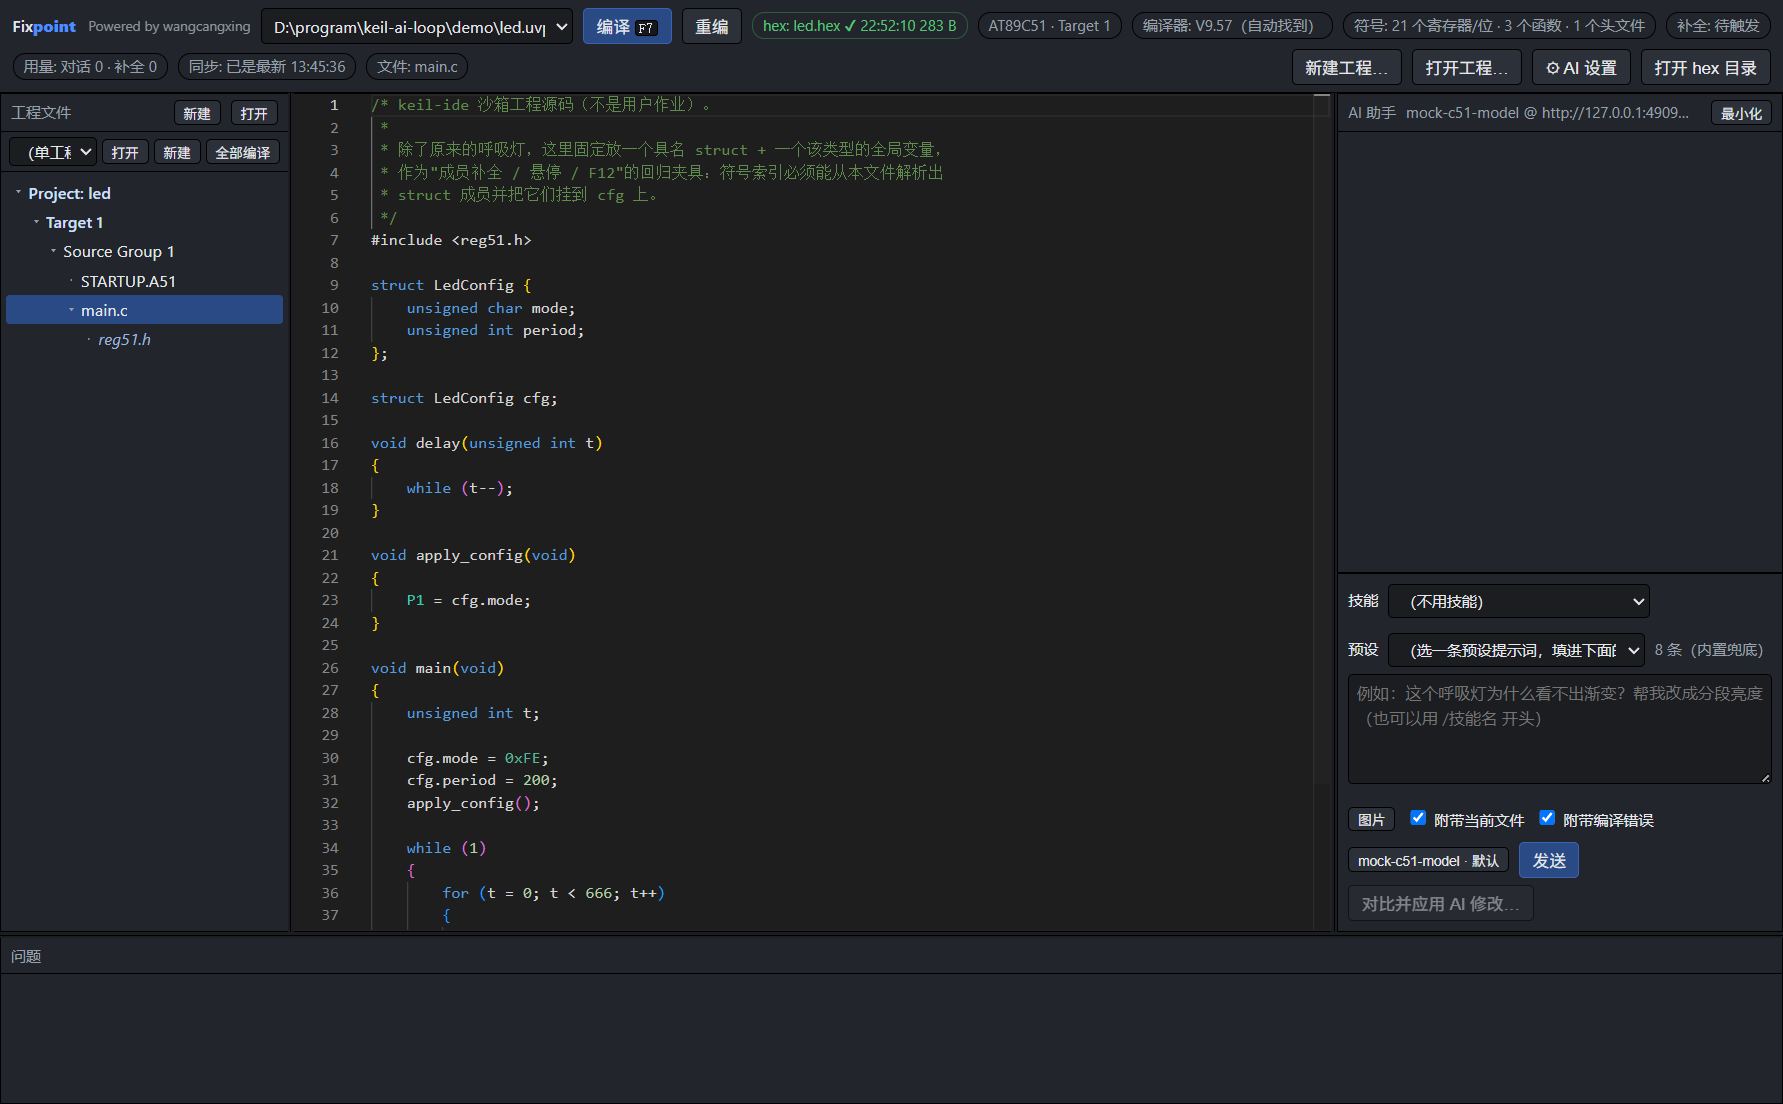 Fixpoint Powered by wangcangxing D:\program\keil-ai-loop\demo\led.uvp 编译 F7 重编 hex: led.hex ✓ 22:52:10 283 B AT89C51 · Target 1 编译器: V9.57（自动找到） 符号: 21 个寄存器/位 · 3 个函数 · 1 个头文件 补全: 待触发
用量: 对话 0 · 补全 0 同步: 已是最新 13:45:36 文件: main.c 新建工程... 打开工程... ⚙ AI 设置 打开 hex 目录
工程文件 新建 打开
(单工程 打开 新建 全部编译
Project: led
Target 1
Source Group 1
STARTUP.A51
main.c
reg51.h
1 /* keil-ide 沙箱工程源码（不是用户作业）。
2 *
3 * 除了原来的呼吸灯，这里固定放一个具名 struct + 一个该类型的全局变量，
4 * 作为"成员补全 / 悬停 / F12"的回归夹具：符号索引必须能从本文件解析出
5 * struct 成员并把它们挂到 cfg 上。
6 */
7 #include <reg51.h>
8
9 struct LedConfig {
10 unsigned char mode;
11 unsigned int period;
12 };
13
14 struct LedConfig cfg;
15
16 void delay(unsigned int t)
17 {
18 while (t--);
19 }
20
21 void apply_config(void)
22 {
23 P1 = cfg.mode;
24 }
25
26 void main(void)
27 {
28 unsigned int t;
29
30 cfg.mode = 0xFE;
31 cfg.period = 200;
32 apply_config();
33
34 while (1)
35 {
36 for (t = 0; t < 666; t++)
37 {
AI 助手 mock-c51-model @ http://127.0.0.1:4909... 最小化
技能 (不用技能)
预设 (选一条预设提示词，填进下面的 8 条（内置兜底）
例如：这个呼吸灯为什么看不出渐变？帮我改成分段亮度
（也可以用 /技能名 开头）
图片 附带当前文件 附带编译错误
mock-c51-model · 默认 发送
对比并应用 AI 修改...
问题